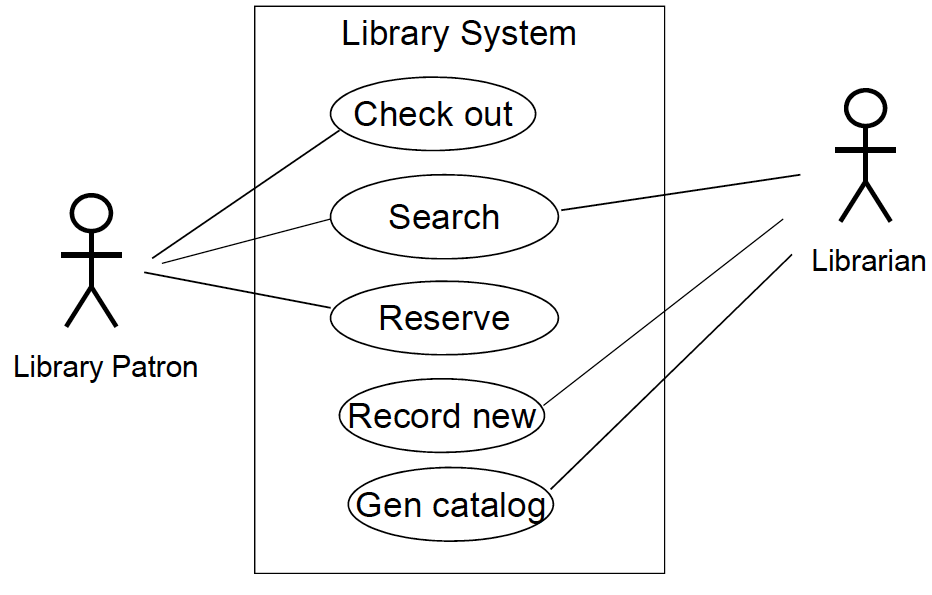 Library System
Check out
Search
Reserve
Record new
Gen catalog
Library Patron
Librarian